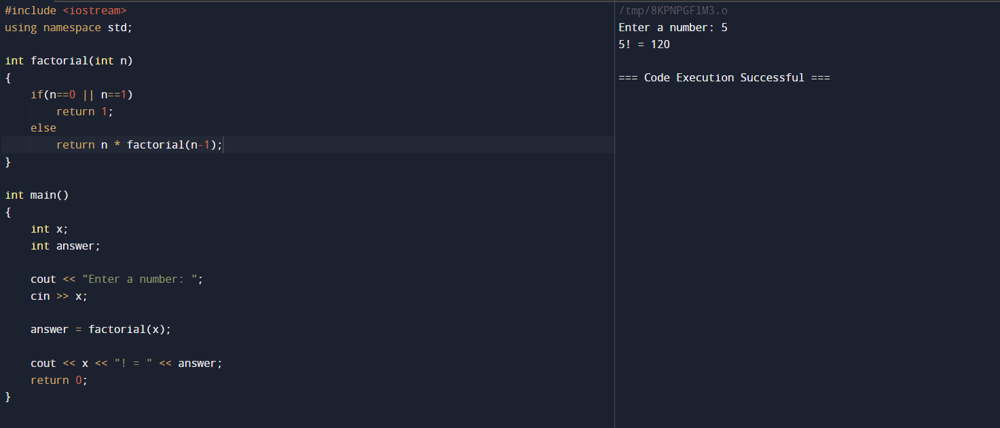 #include <iostream>
using namespace std;
int factorial(int n)
{
    if(n==0 || n==1)
        return 1;
    else
        return n * factorial(n-1);
}
int main()
{
    int x;
    int answer;
    cout << "Enter a number: ";
    cin >> x;
    answer = factorial(x);
    cout << x << "! = " << answer;
    return 0;
}
/tmp/8KPNPGFlM3.o
Enter a number: 5
5! = 120
=== Code Execution Successful ===